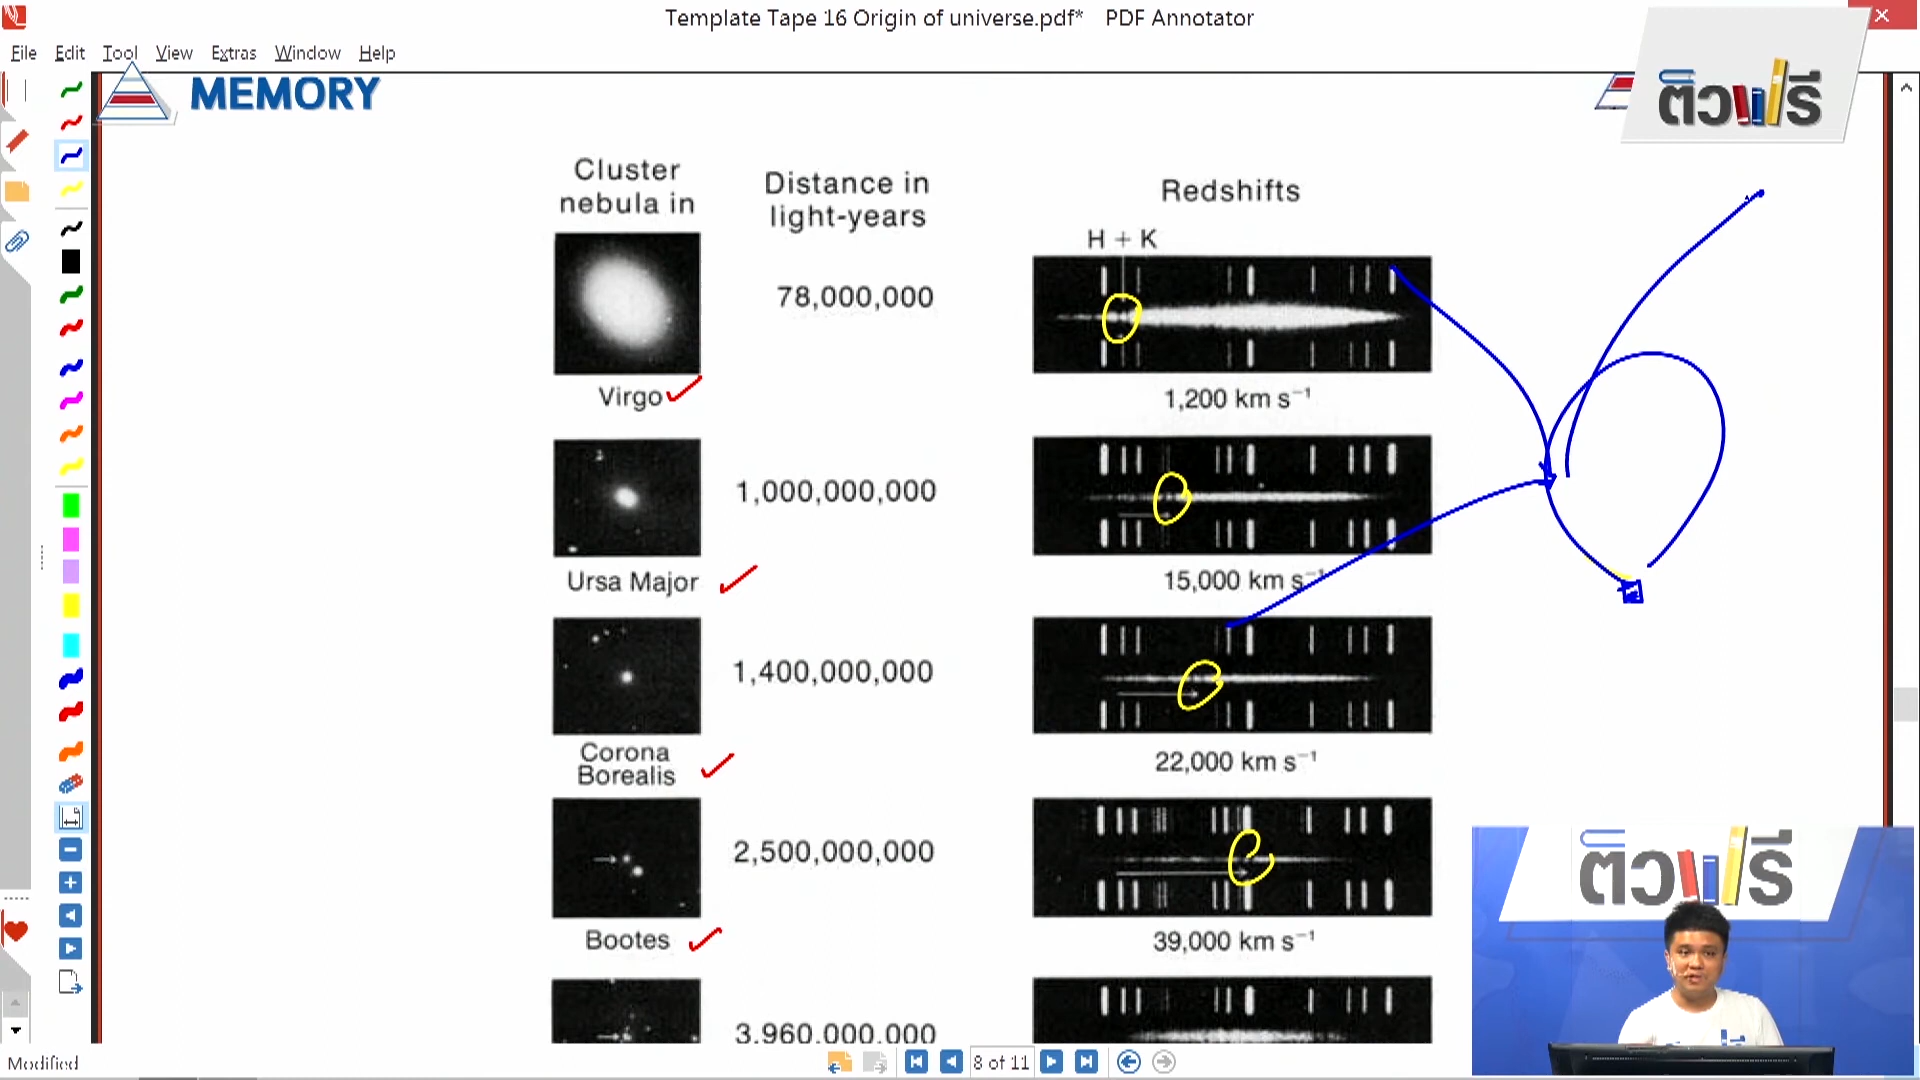 Template Tape 16 Origin of universe.pdf* PDF Annotator
File Edit Tool View Extras Window Help
MEMORY
ติวฟรี
Cluster nebula in
Distance in light-years
Redshifts
H + K
78,000,000
Virgo
1,200 km s⁻¹
1,000,000,000
Ursa Major
15,000 km s⁻¹
1,400,000,000
Corona Borealis
22,000 km s⁻¹
2,500,000,000
Bootes
39,000 km s⁻¹
3,960,000,000
ติวฟรี
Modified
8 of 11